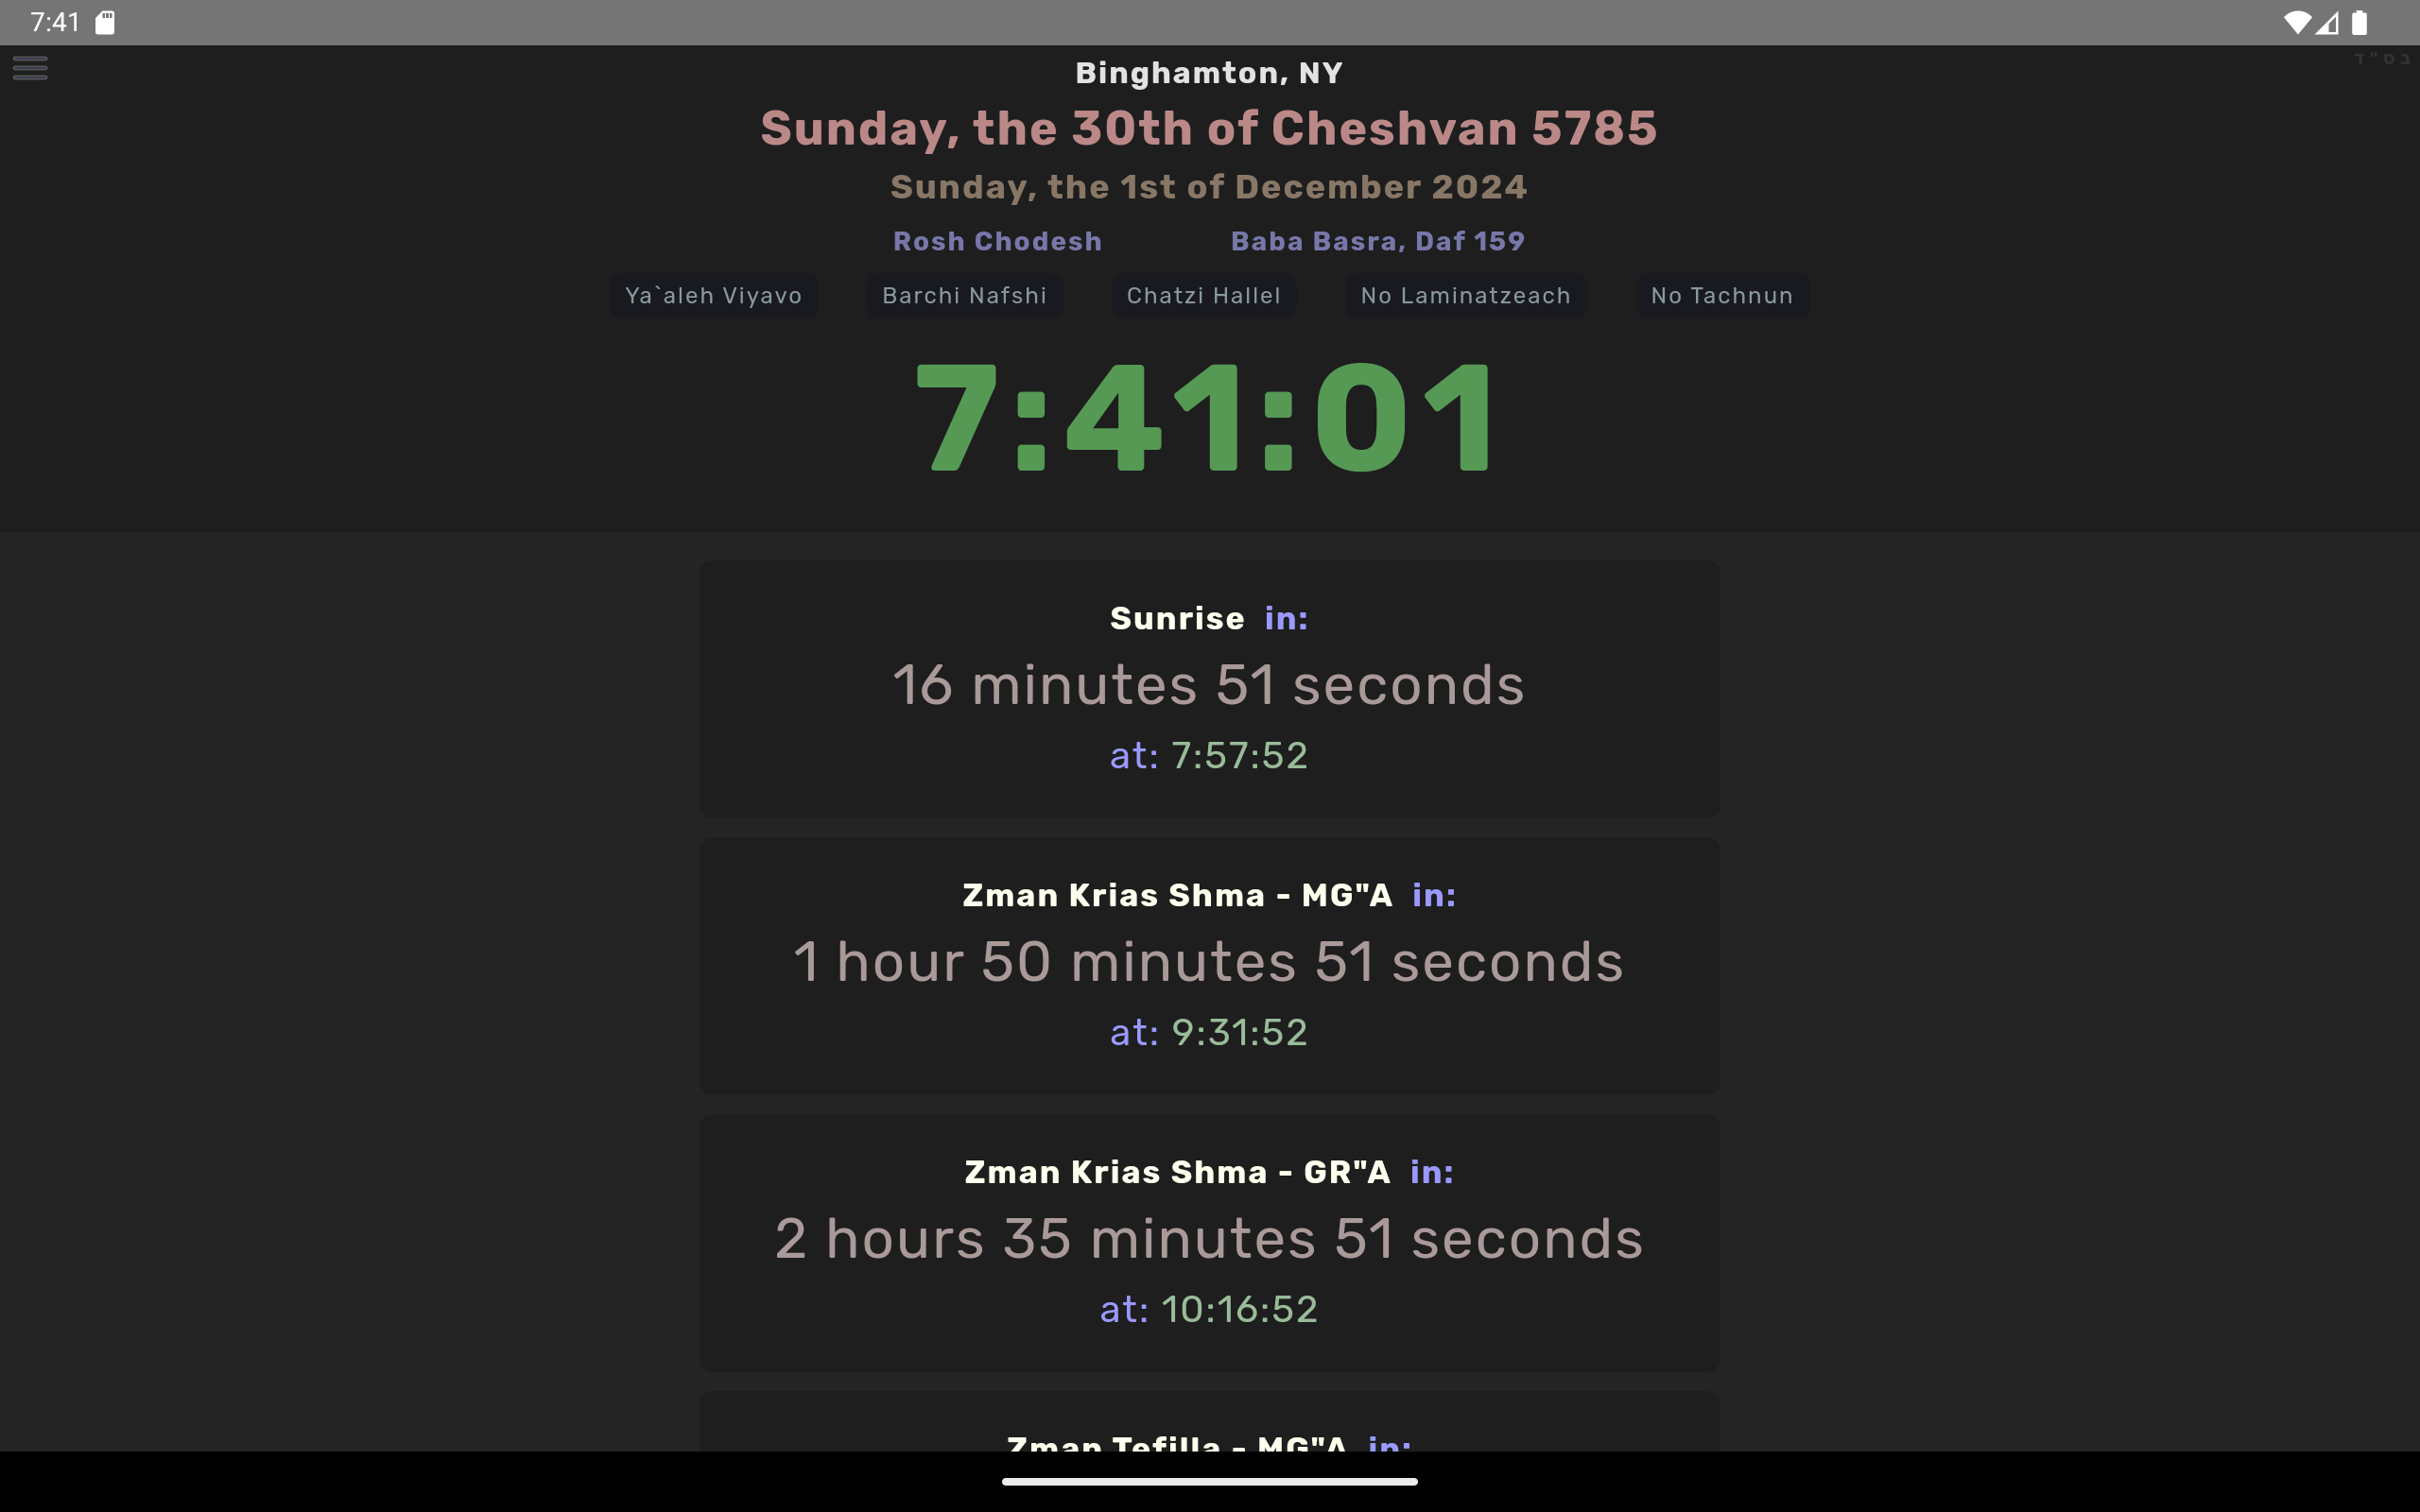 7:41
בס"ד
Binghamton, NY
Sunday, the 30th of Cheshvan 5785
Sunday, the 1st of December 2024
Rosh Chodesh Baba Basra, Daf 159
Ya`aleh Viyavo Barchi Nafshi Chatzi Hallel No Laminatzeach No Tachnun
7:41:01
Sunrise in:
16 minutes 51 seconds
at: 7:57:52
Zman Krias Shma - MG"A in:
1 hour 50 minutes 51 seconds
at: 9:31:52
Zman Krias Shma - GR"A in:
2 hours 35 minutes 51 seconds
at: 10:16:52
Zman Tefilla - MG"A in: